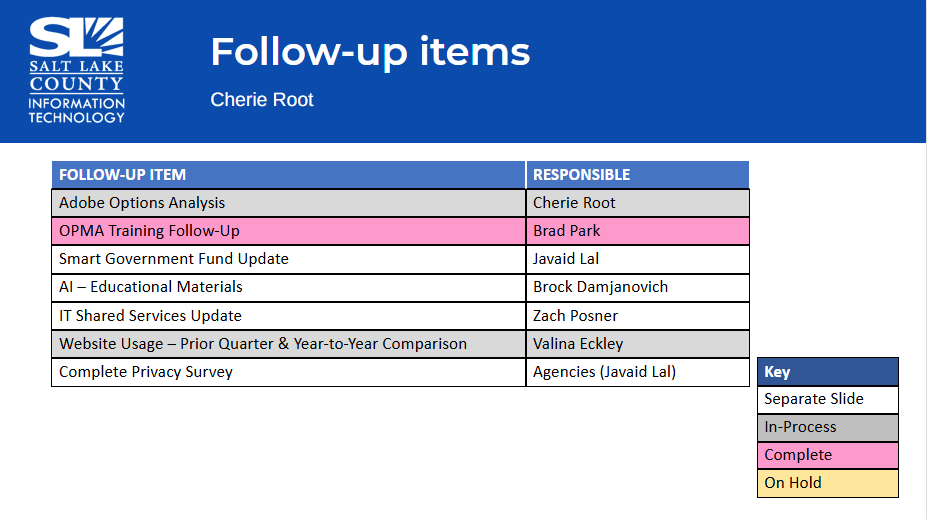 SL
SALT LAKE
COUNTY
INFORMATION
TECHNOLOGY
Follow-up items
Cherie Root
FOLLOW-UP ITEM RESPONSIBLE
Adobe Options Analysis Cherie Root
OPMA Training Follow-Up Brad Park
Smart Government Fund Update Javaid Lal
AI – Educational Materials Brock Damjanovich
IT Shared Services Update Zach Posner
Website Usage – Prior Quarter & Year-to-Year Comparison Valina Eckley
Complete Privacy Survey Agencies (Javaid Lal)
Key
Separate Slide
In-Process
Complete
On Hold